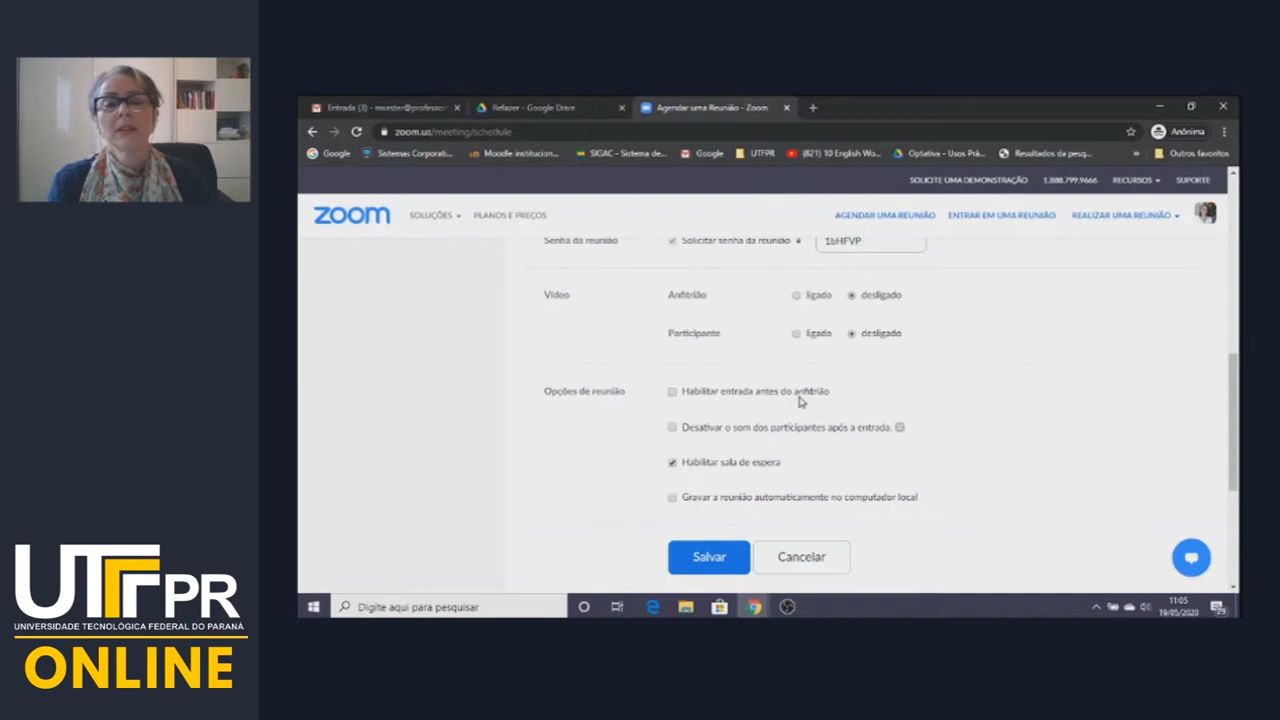 Entrada (3) - msester@professo
Refazer - Google Drive
Agendar uma Reunião - Zoom
zoom.us/meeting/schedule
Anônima
Google
Sistemas Corporati...
Moodle institucion...
SIGAC - Sistema de...
Google
UTFPR
(821) 10 English Wo...
Optativa - Usos Prá...
Resultados da pesq...
Outros favoritos
SOLICITE UMA DEMONSTRAÇÃO 1.888.799.9666 RECURSOS SUPORTE
zoom SOLUÇÕES PLANOS E PREÇOS AGENDAR UMA REUNIÃO ENTRAR EM UMA REUNIÃO REALIZAR UMA REUNIÃO
Senha da reunião Solicitar senha da reunião 1bHFVP
Vídeo Anfitrião ligado desligado
Participante ligado desligado
Opções de reunião Habilitar entrada antes do anfitrião
Desativar o som dos participantes após a entrada.
Habilitar sala de espera
Gravar a reunião automaticamente no computador local
Salvar Cancelar
Digite aqui para pesquisar
11:05
19/05/2020
UTFPR
UNIVERSIDADE TECNOLÓGICA FEDERAL DO PARANÁ
ONLINE